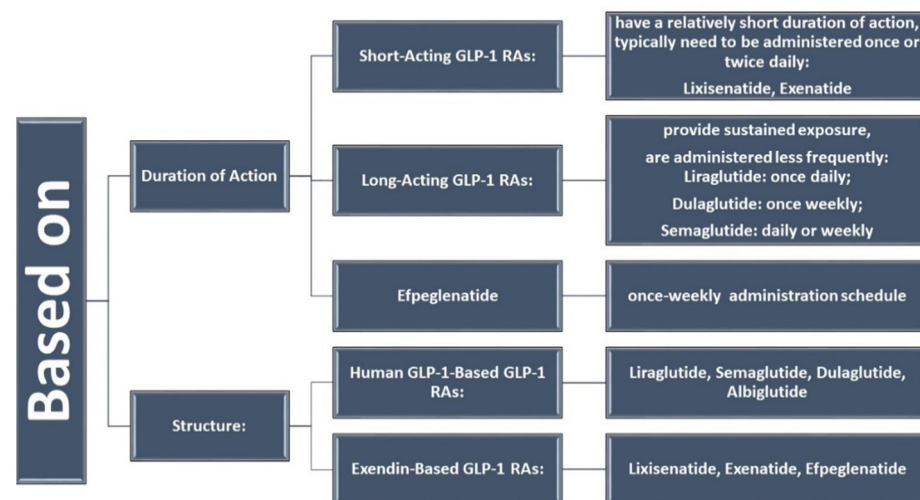 Based on
Duration of Action
Short-Acting GLP-1 RAs:
have a relatively short duration of action,
typically need to be administered once or
twice daily:
Lixisenatide, Exenatide
Long-Acting GLP-1 RAs:
provide sustained exposure,
are administered less frequently:
Liraglutide: once daily;
Dulaglutide: once weekly;
Semaglutide: daily or weekly
Efpeglenatide
once-weekly administration schedule
Structure:
Human GLP-1-Based GLP-1
RAs:
Liraglutide, Semaglutide, Dulaglutide,
Albiglutide
Exendin-Based GLP-1 RAs:
Lixisenatide, Exenatide, Efpeglenatide